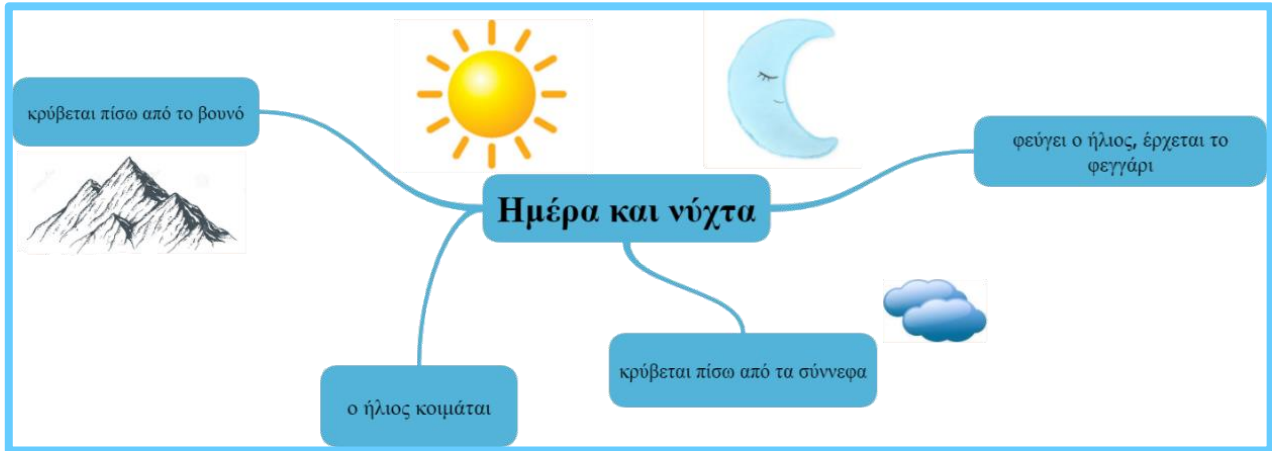 κρύβεται πίσω από το βουνό
φεύγει ο ήλιος, έρχεται το
φεγγάρι
Ημέρα και νύχτα
κρύβεται πίσω από τα σύννεφα
ο ήλιος κοιμάται